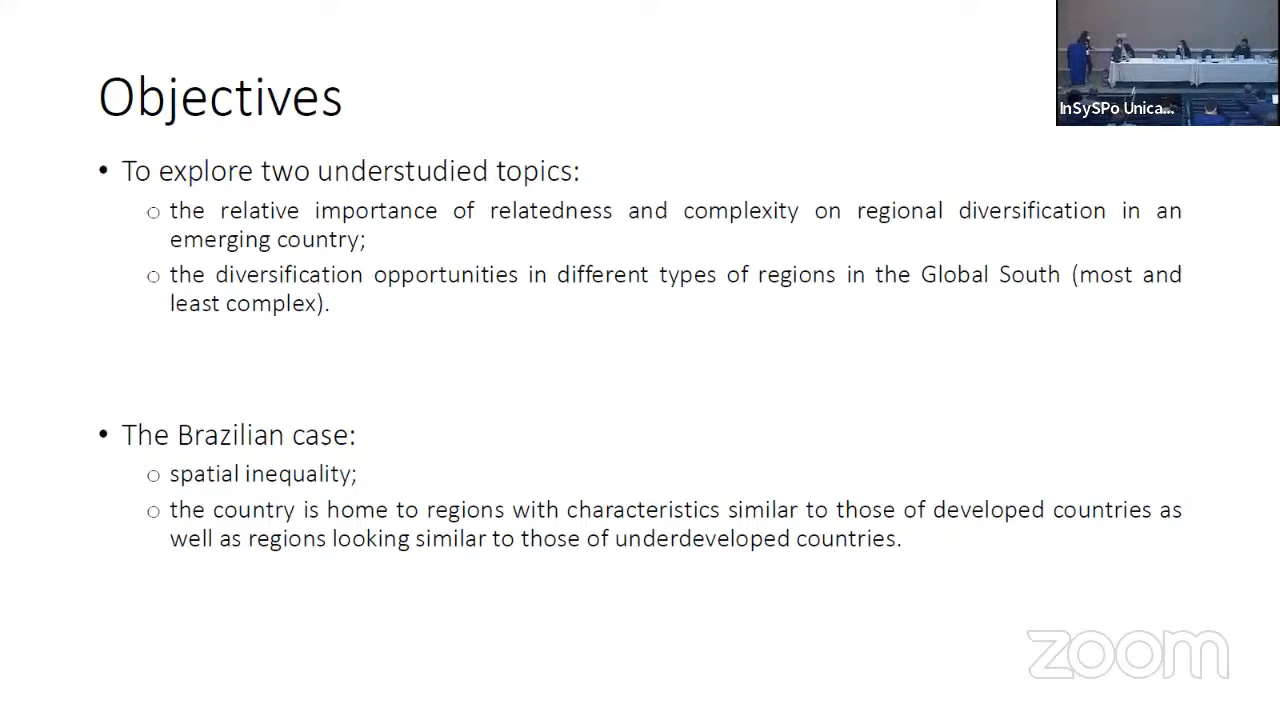 InSySPo Unica...
Objectives
• To explore two understudied topics:
○ the relative importance of relatedness and complexity on regional diversification in an
emerging country;
○ the diversification opportunities in different types of regions in the Global South (most and
least complex).
• The Brazilian case:
○ spatial inequality;
○ the country is home to regions with characteristics similar to those of developed countries as
well as regions looking similar to those of underdeveloped countries.
zoom